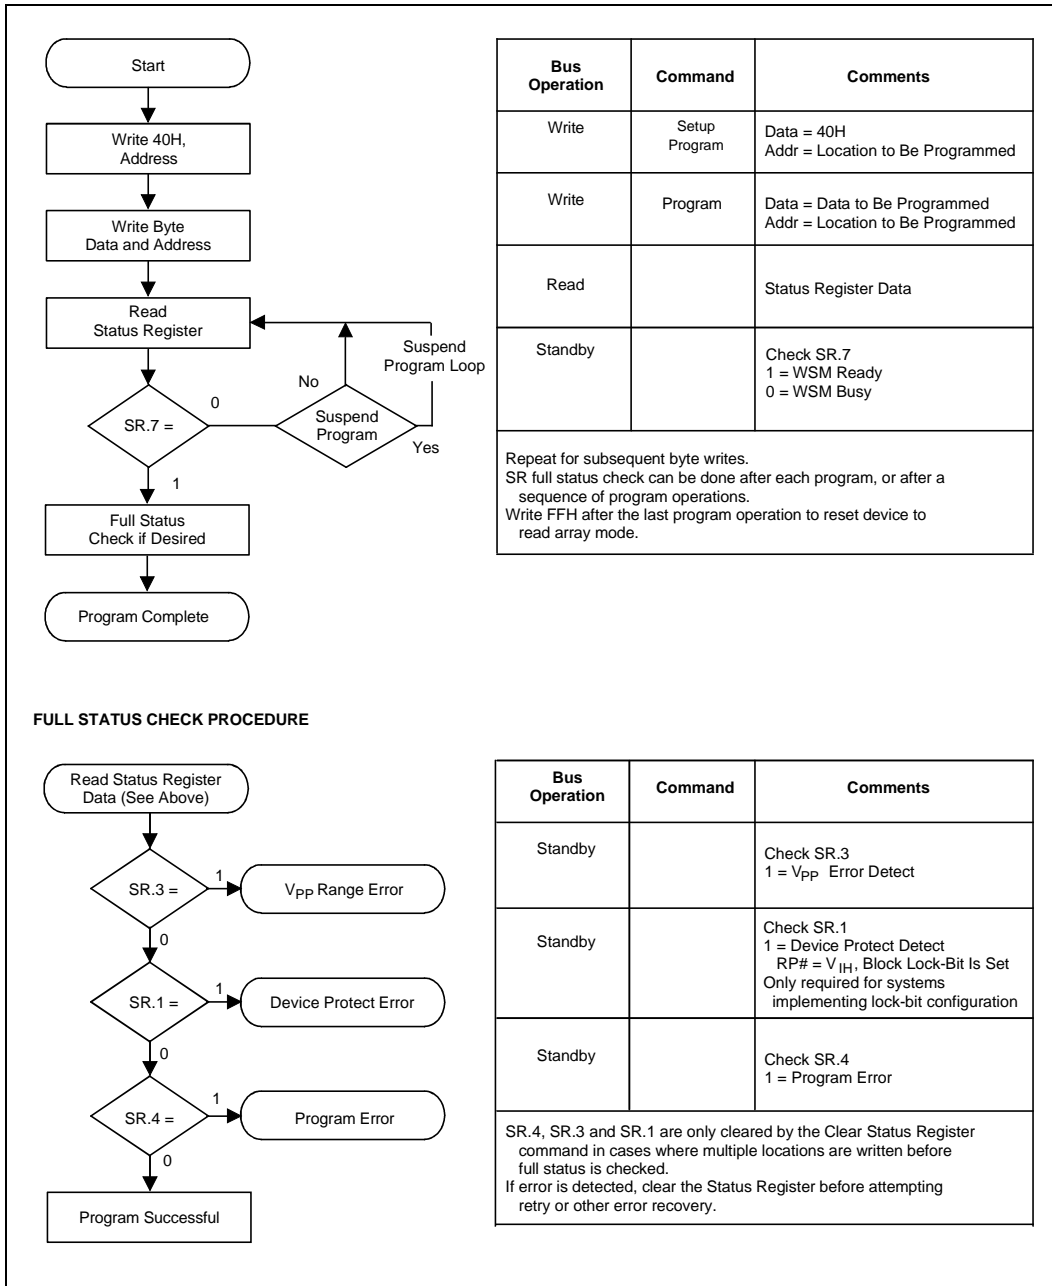 Start
Write 40H,
Address
Write Byte
Data and Address
Read
Status Register
Suspend
Program Loop
No
0
SR.7 =
Suspend
Program
Yes
1
Full Status
Check if Desired
Program Complete
Bus
Operation
Command
Comments
Write
Setup
Program
Data = 40H
Addr = Location to Be Programmed
Write
Program
Data = Data to Be Programmed
Addr = Location to Be Programmed
Read
Status Register Data
Standby
Check SR.7
1 = WSM Ready
0 = WSM Busy
Repeat for subsequent byte writes.
SR full status check can be done after each program, or after a
sequence of program operations.
Write FFH after the last program operation to reset device to
read array mode.
FULL STATUS CHECK PROCEDURE
Read Status Register
Data (See Above)
SR.3 =
1
VPP Range Error
0
SR.1 =
1
Device Protect Error
0
SR.4 =
1
Program Error
0
Program Successful
Bus
Operation
Command
Comments
Standby
Check SR.3
1 = VPP Error Detect
Standby
Check SR.1
1 = Device Protect Detect
RP# = VIH, Block Lock-Bit Is Set
Only required for systems
implementing lock-bit configuration
Standby
Check SR.4
1 = Program Error
SR.4, SR.3 and SR.1 are only cleared by the Clear Status Register
command in cases where multiple locations are written before
full status is checked.
If error is detected, clear the Status Register before attempting
retry or other error recovery.